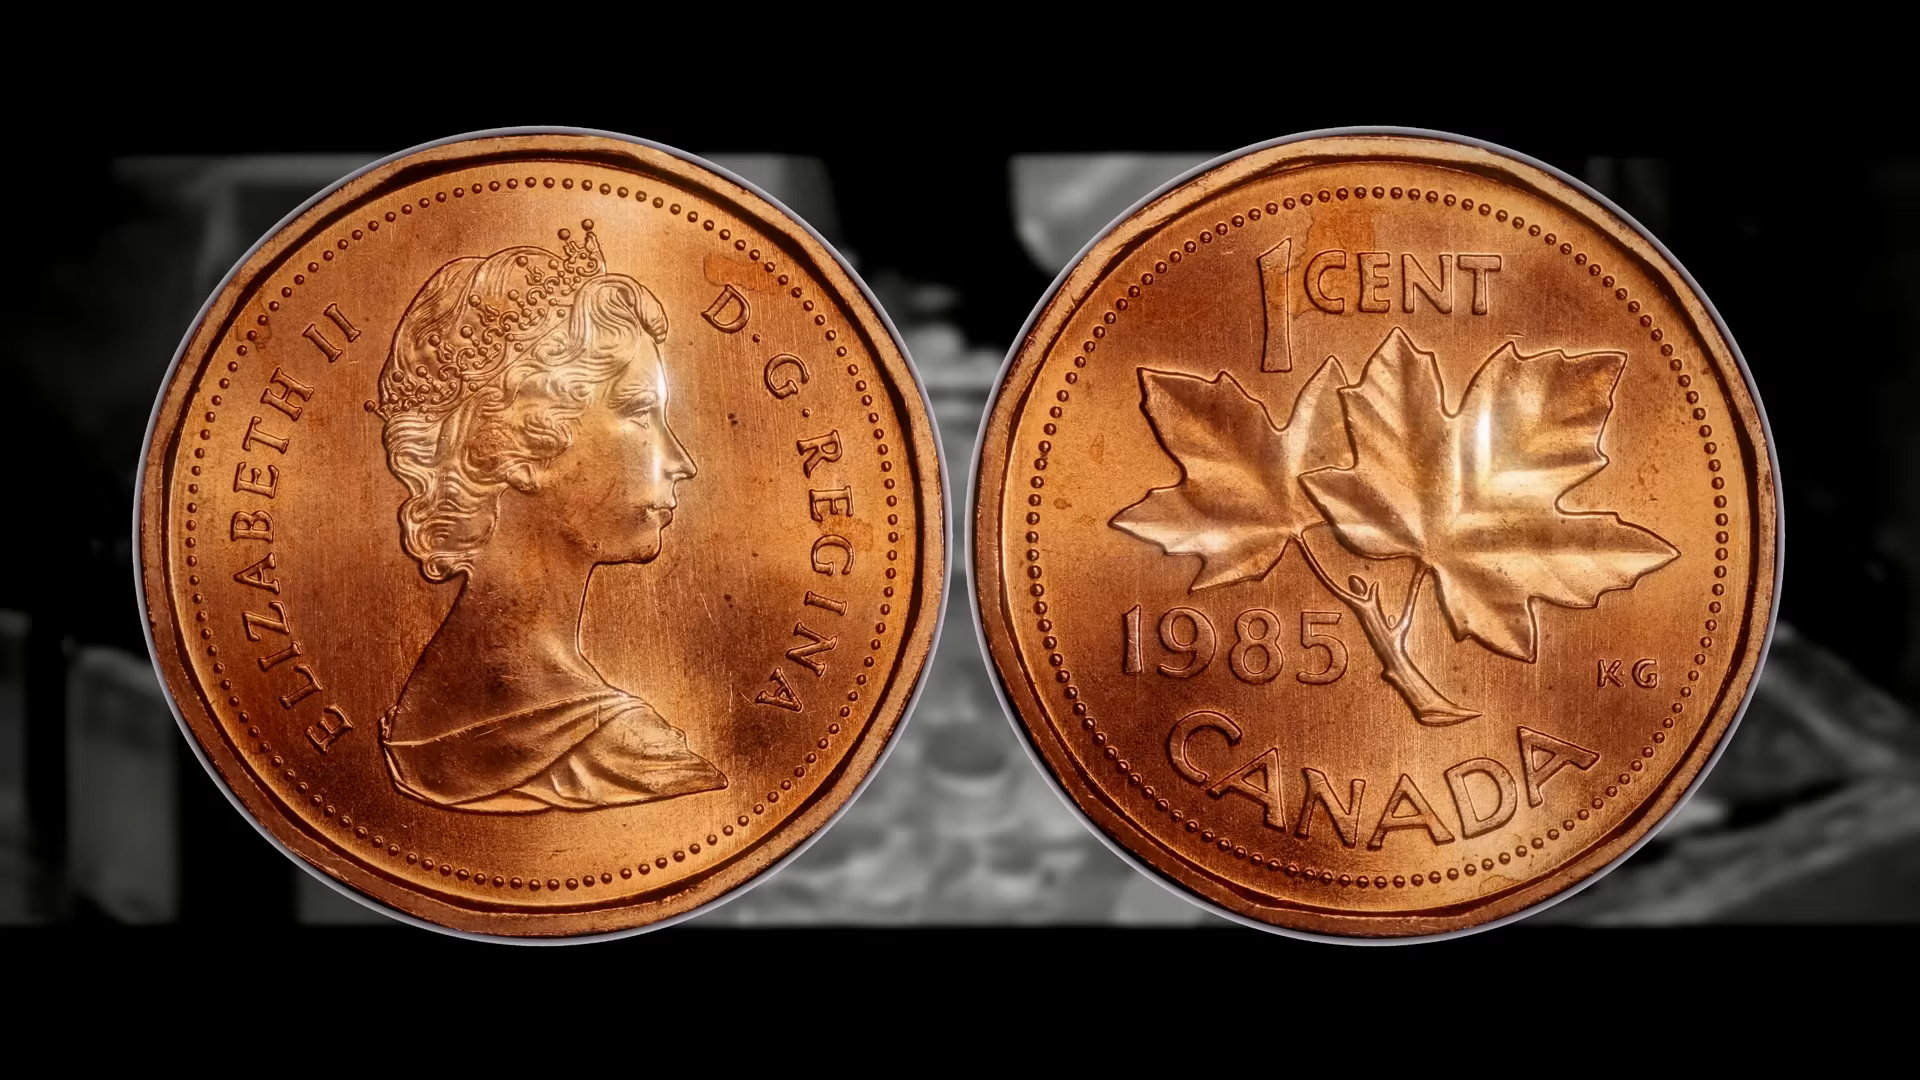 ELIZABETH II
D·G·REGINA
1 CENT
1985
KG
CANADA